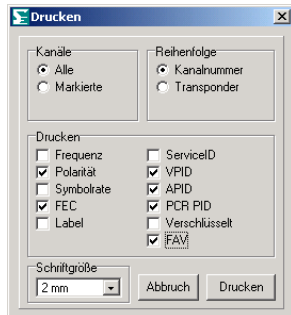 Drucken
Kanäle
Alle
Markierte
Reihenfolge
Kanalnummer
Transponder
Drucken
Frequenz
Polarität
Symbolrate
FEC
Label
ServiceID
VPID
APID
PCR PID
Verschlüsselt
FAV
Schriftgröße
2 mm
Abbruch
Drucken